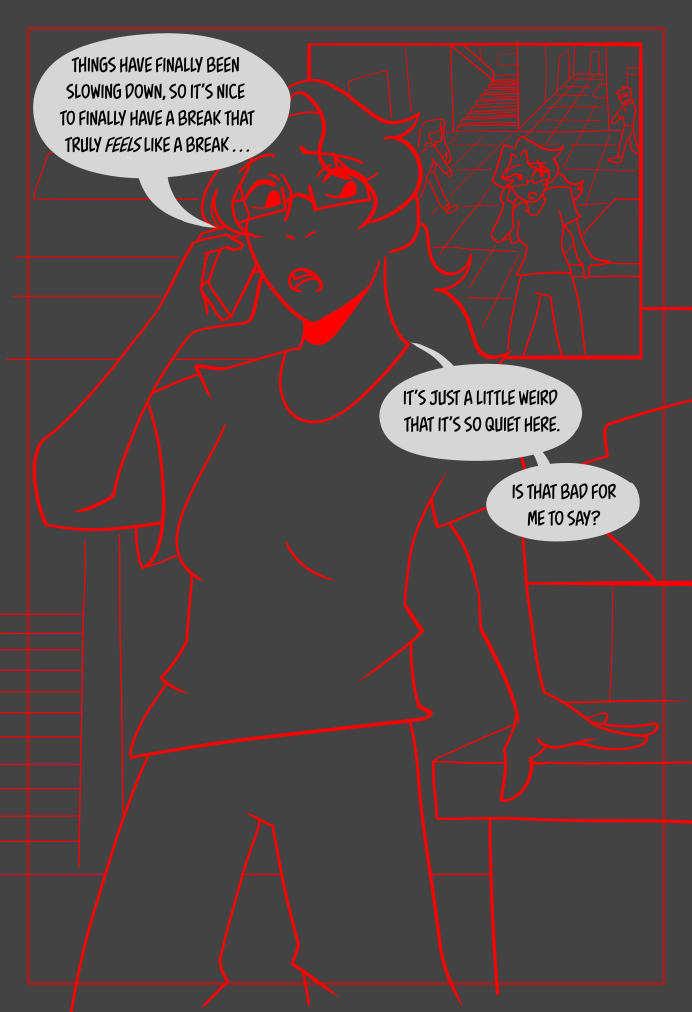 THINGS HAVE FINALLY BEEN
SLOWING DOWN, SO IT'S NICE
TO FINALLY HAVE A BREAK THAT
TRULY FEELS LIKE A BREAK . . .
IT'S JUST A LITTLE WEIRD
THAT IT'S SO QUIET HERE.
IS THAT BAD FOR
ME TO SAY?